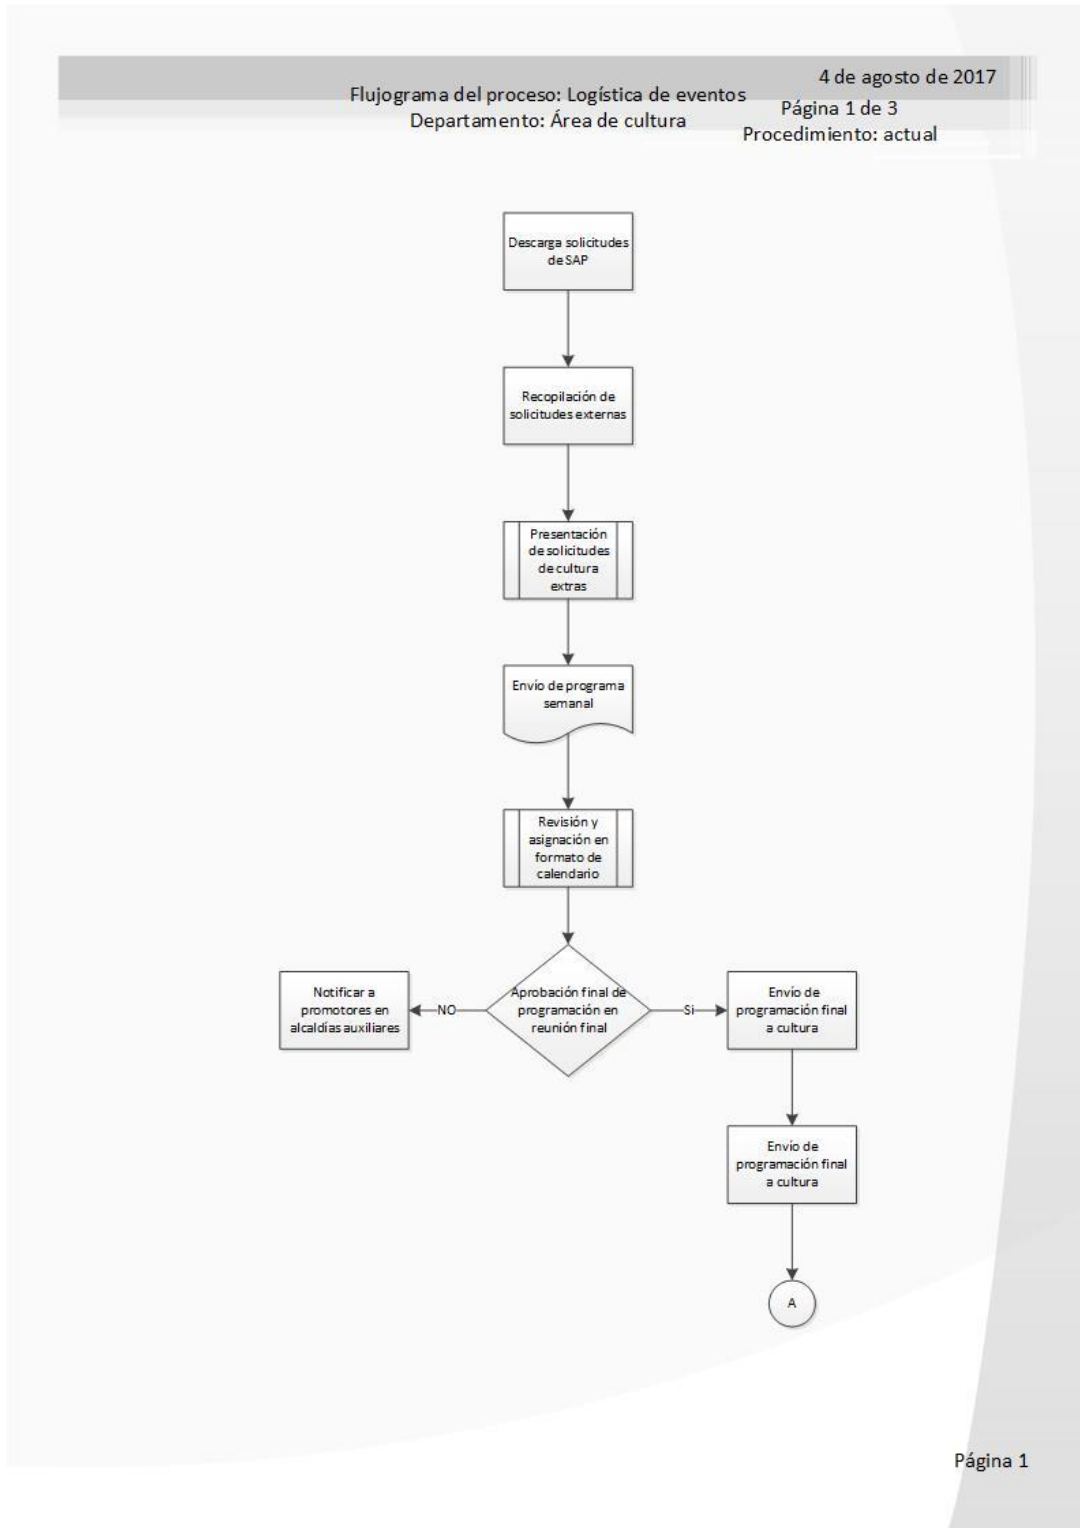 4 de agosto de 2017
Flujograma del proceso: Logística de eventos
Página 1 de 3
Departamento: Área de cultura
Procedimiento: actual
Descarga solicitudes
de SAP
Recopilación de
solicitudes externas
Presentación
de solicitudes
de cultura
extras
Envío de programa
semanal
Revisión y
asignación en
formato de
calendario
Notificar a
promotores en
alcaldías auxiliares
NO
Aprobación final de
programación en
reunión final
Si
Envío de
programación final
a cultura
Envío de
programación final
a cultura
A
Página 1